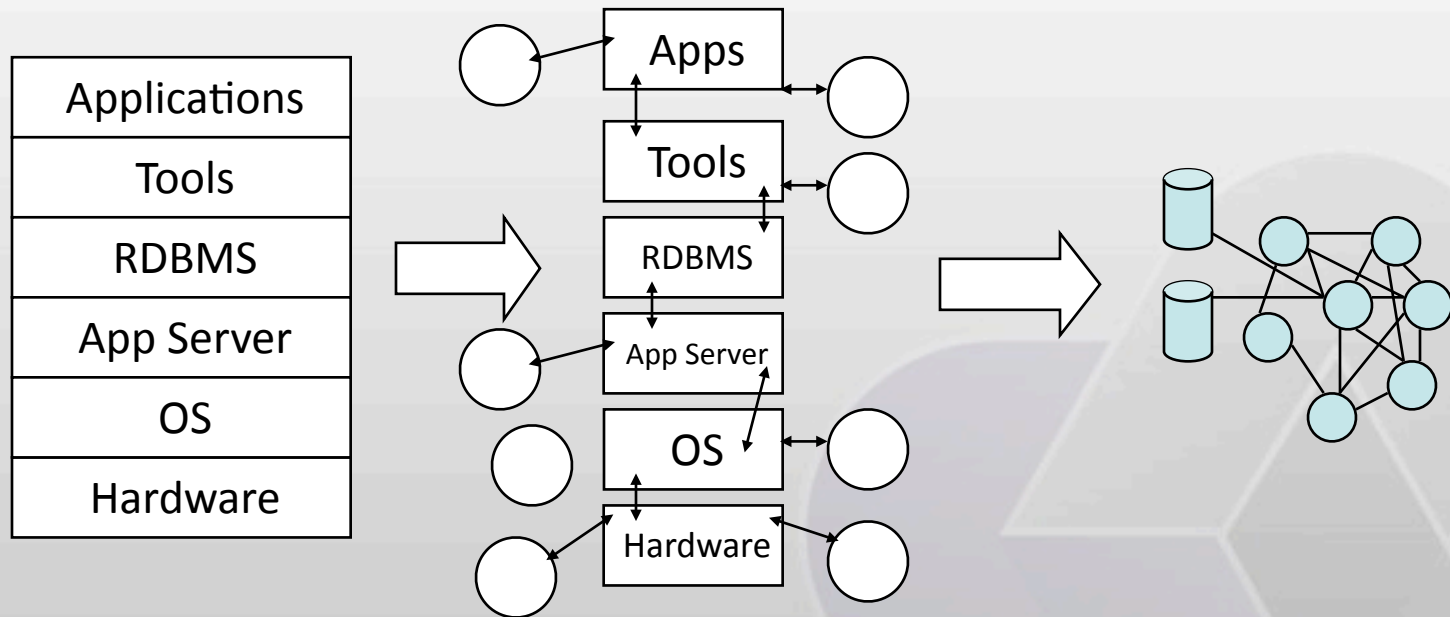 Applications
Tools
RDBMS
App Server
OS
Hardware
Apps
Tools
RDBMS
App Server
OS
Hardware